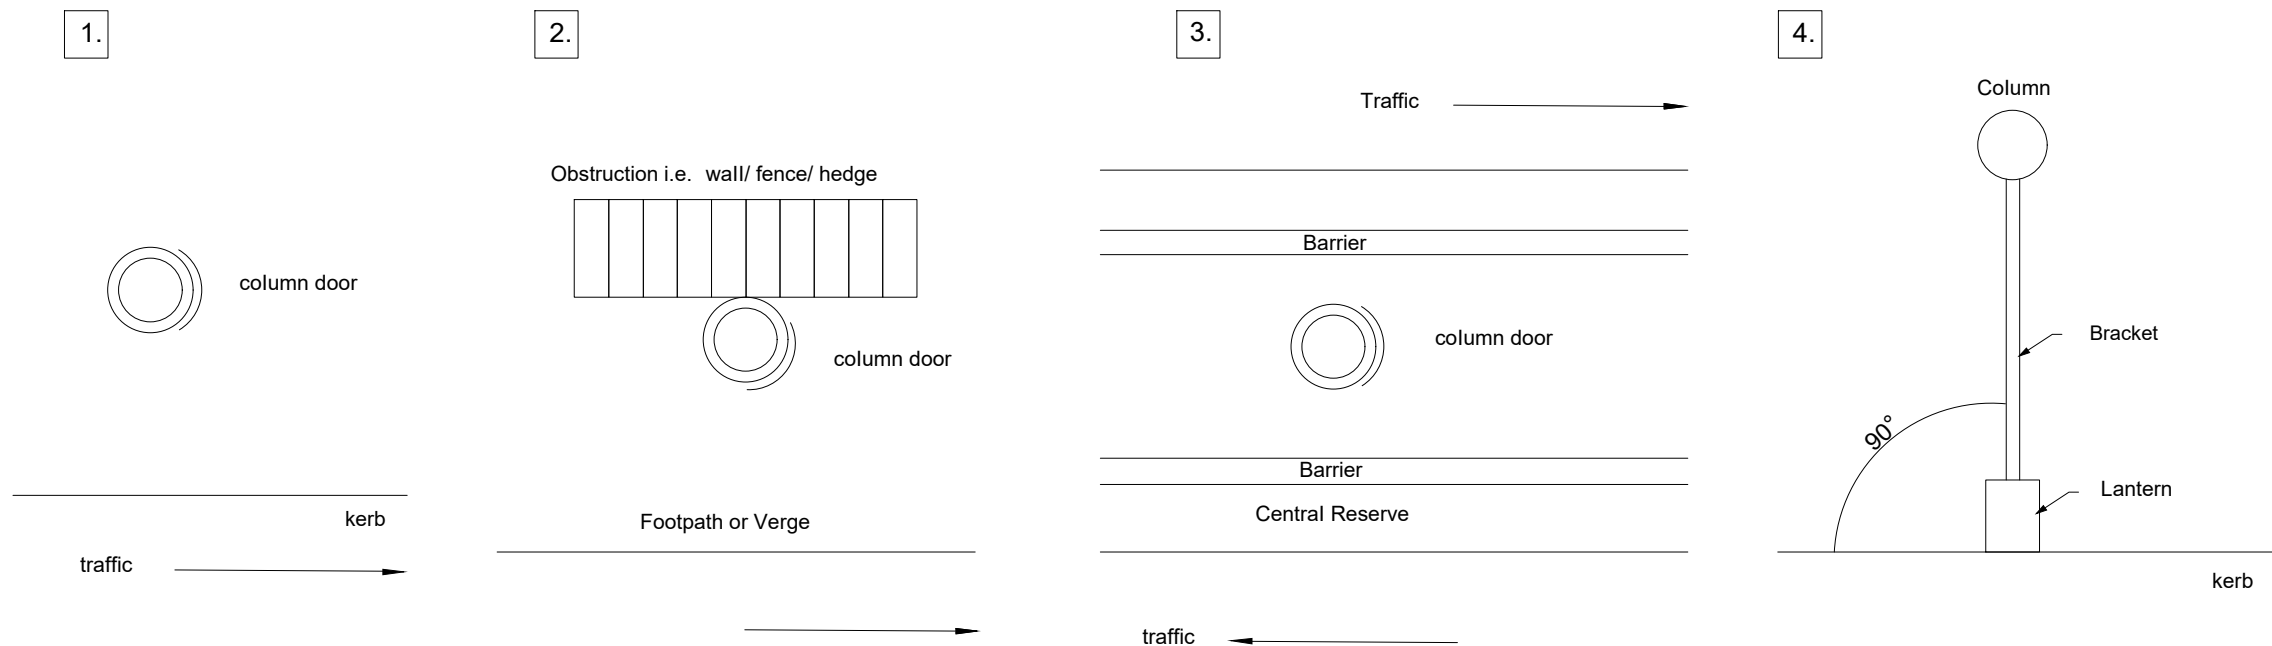 1.
column door
kerb
traffic
2.
Obstruction i.e. wall/ fence/ hedge
column door
Footpath or Verge
3.
Traffic
Barrier
column door
Barrier
Central Reserve
traffic
4.
Column
Bracket
90°
Lantern
kerb